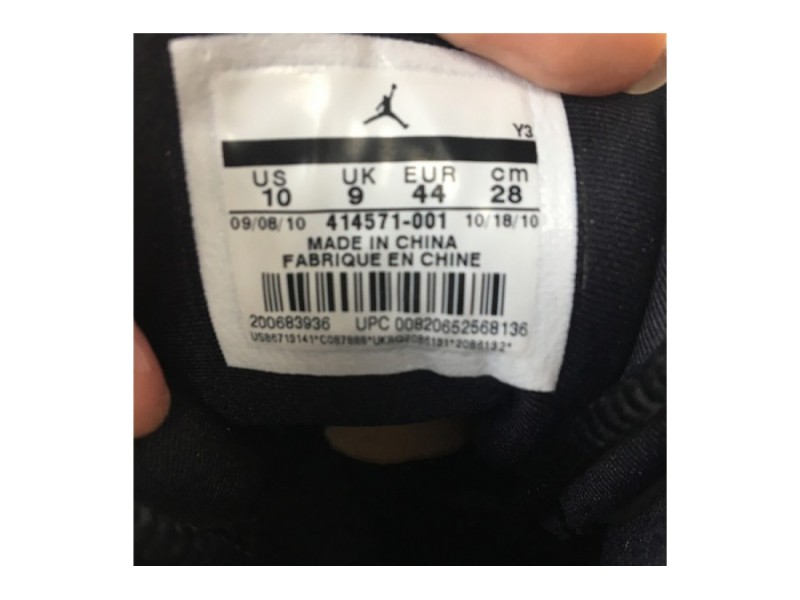 Y3
US UK EUR cm
10 9 44 28
09/08/10 414571-001 10/18/10
MADE IN CHINA
FABRIQUE EN CHINE
200683936 UPC 00820652568136